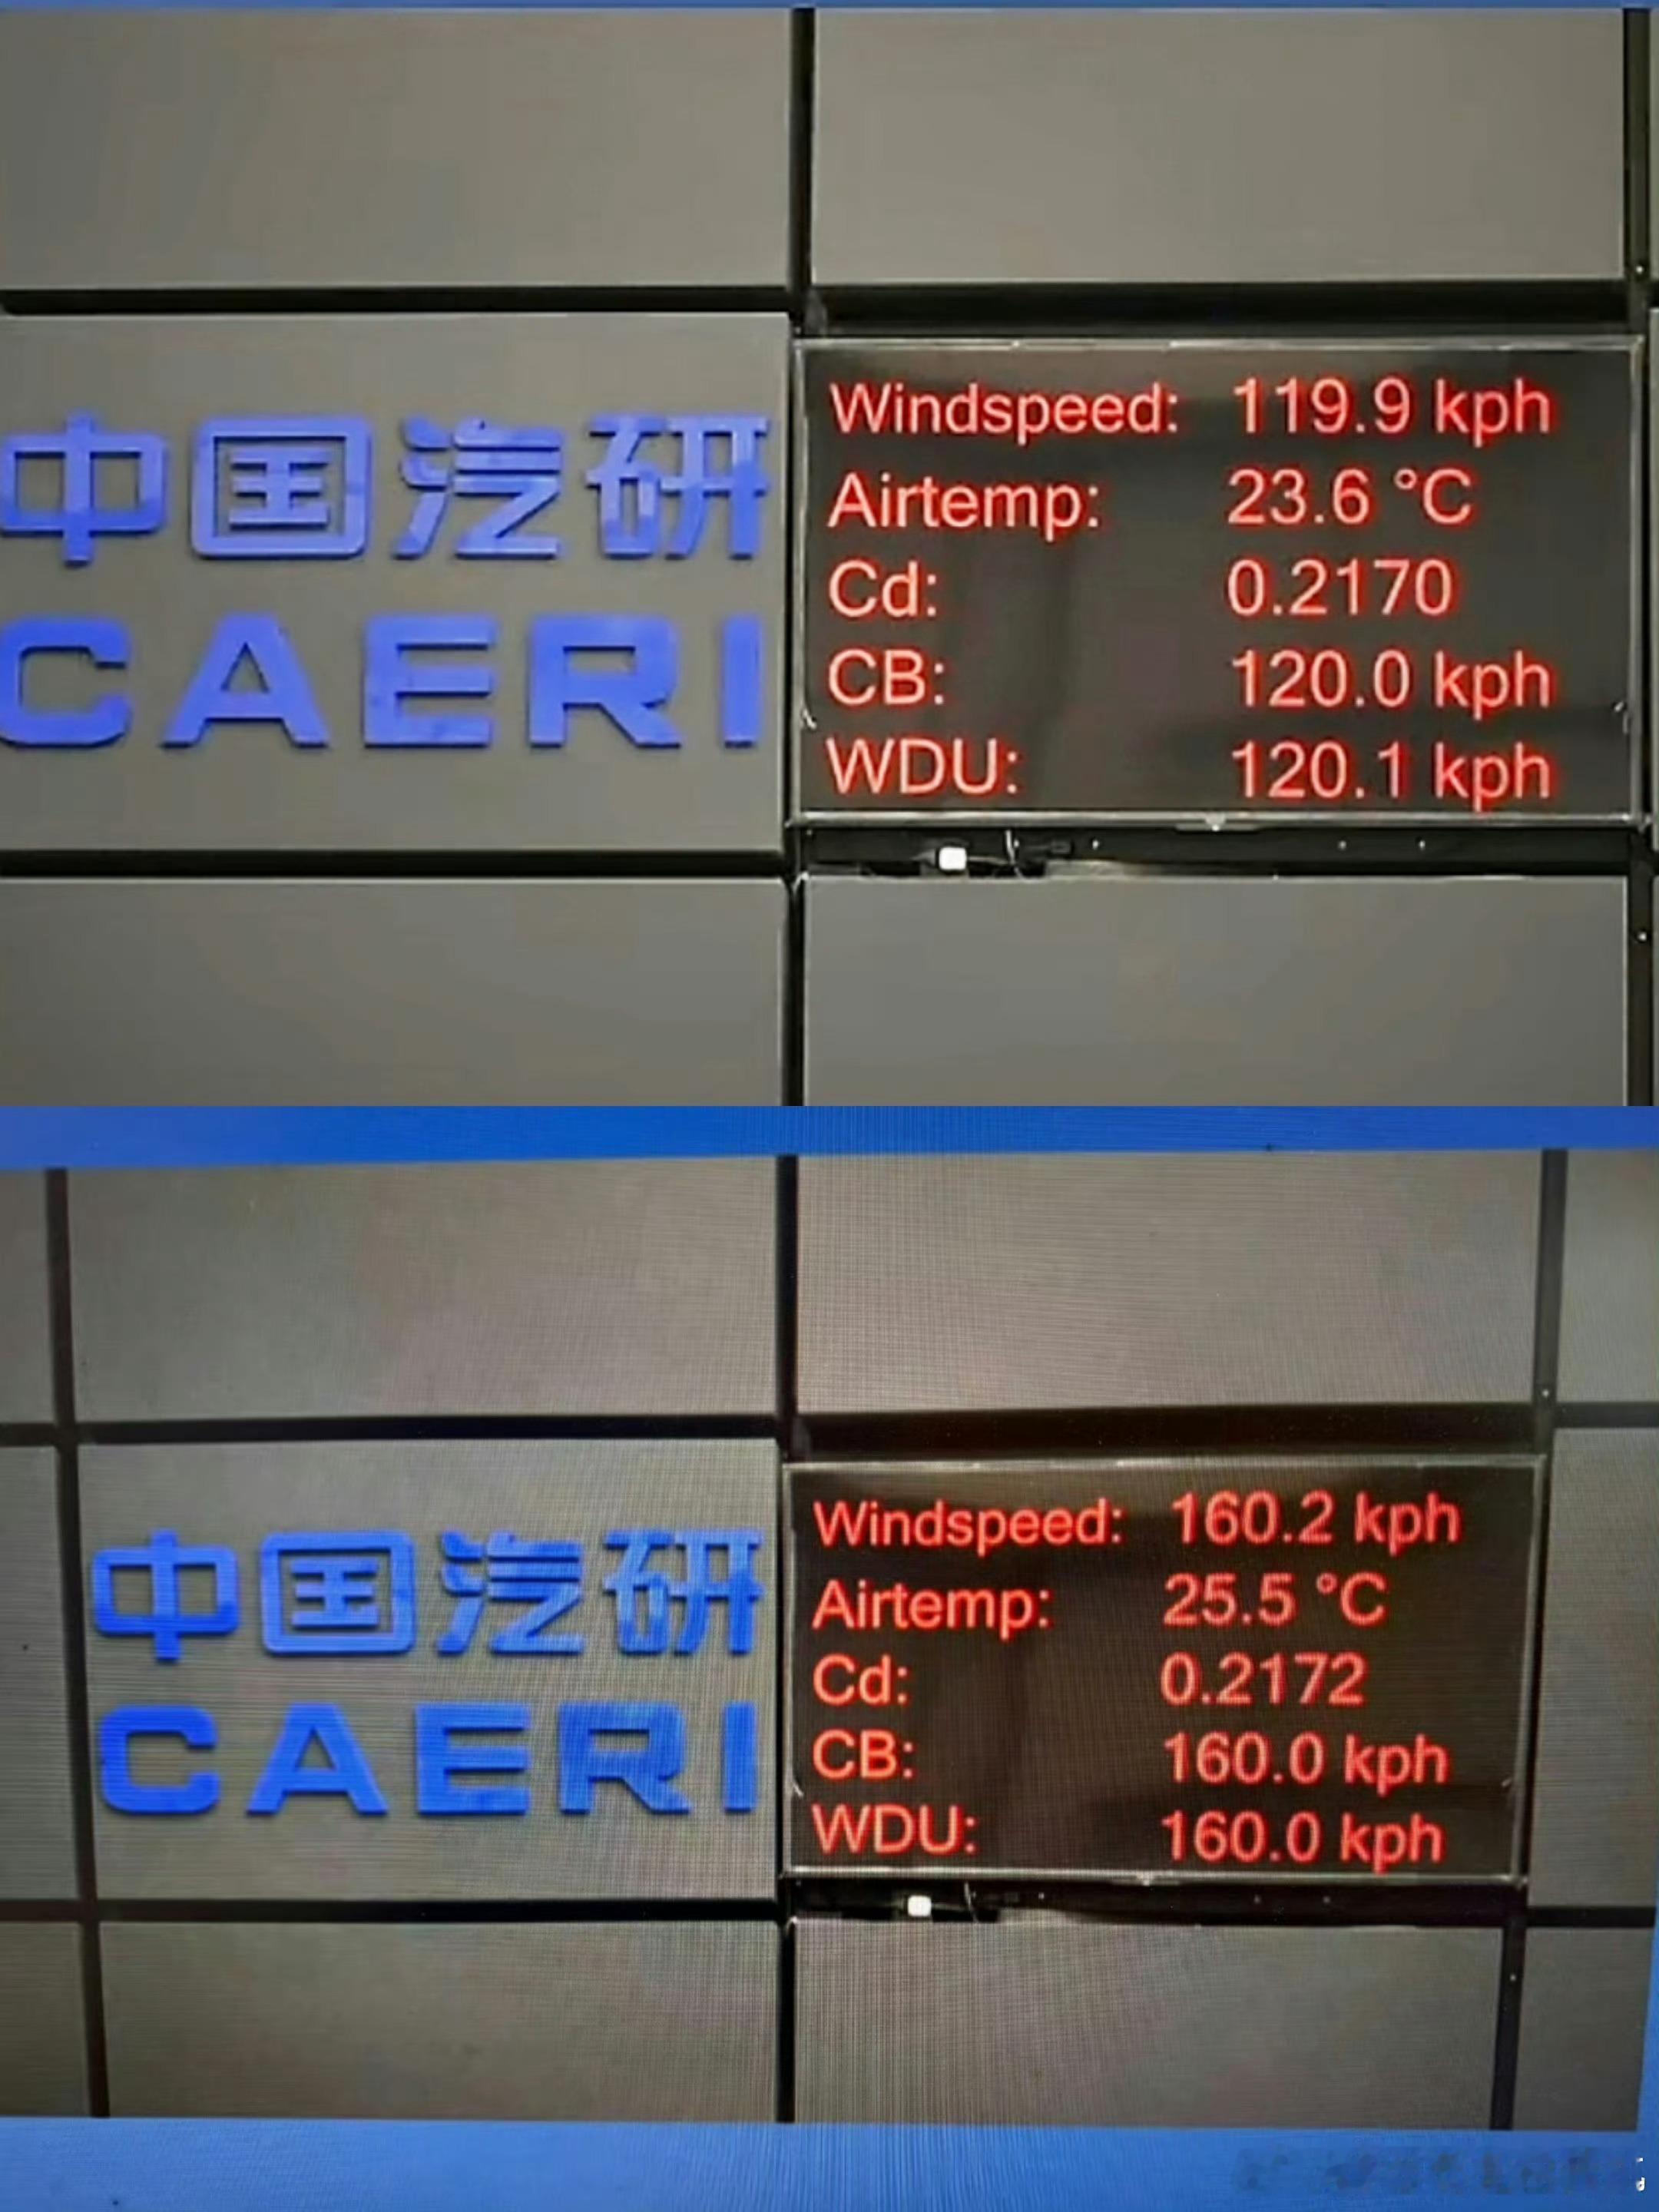 中国汽研
CAERI
Windspeed: 119.9 kph
Airtemp: 23.6 °C
Cd: 0.2170
CB: 120.0 kph
WDU: 120.1 kph
中国汽研
CAERI
Windspeed: 160.2 kph
Airtemp: 25.5 °C
Cd: 0.2172
CB: 160.0 kph
WDU: 160.0 kph